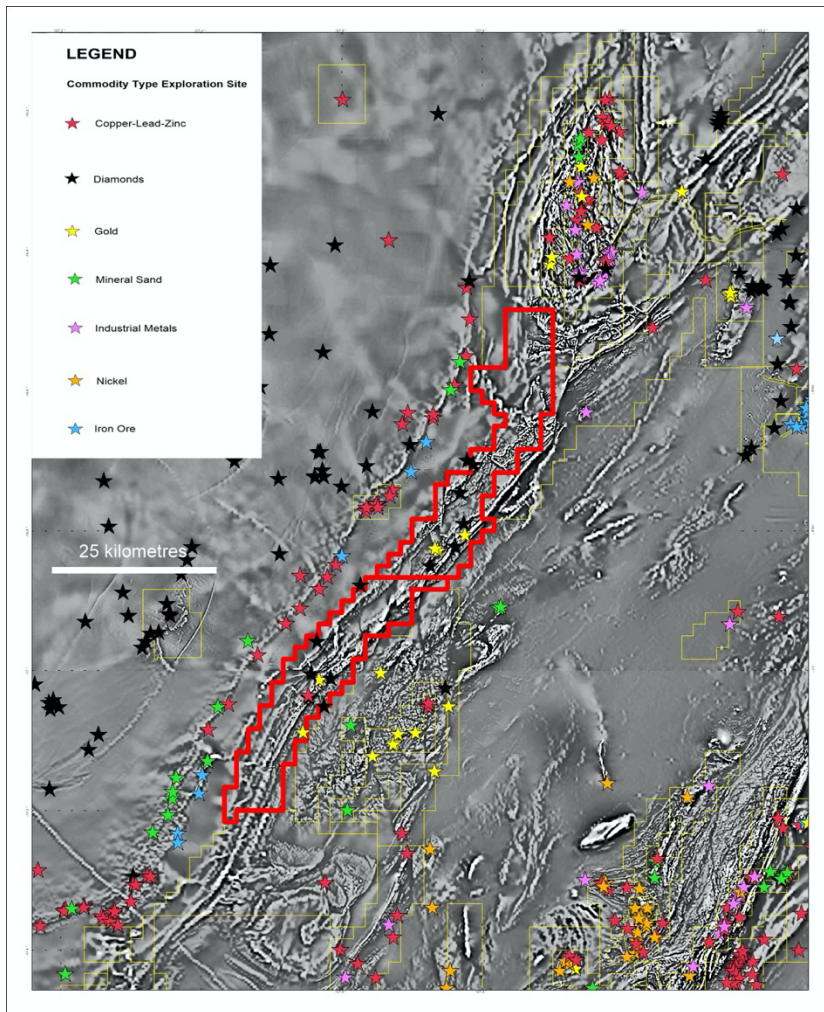 LEGEND
Commodity Type Exploration Site
Copper-Lead-Zinc
Diamonds
Gold
Mineral Sand
Industrial Metals
Nickel
Iron Ore
25 kilometres